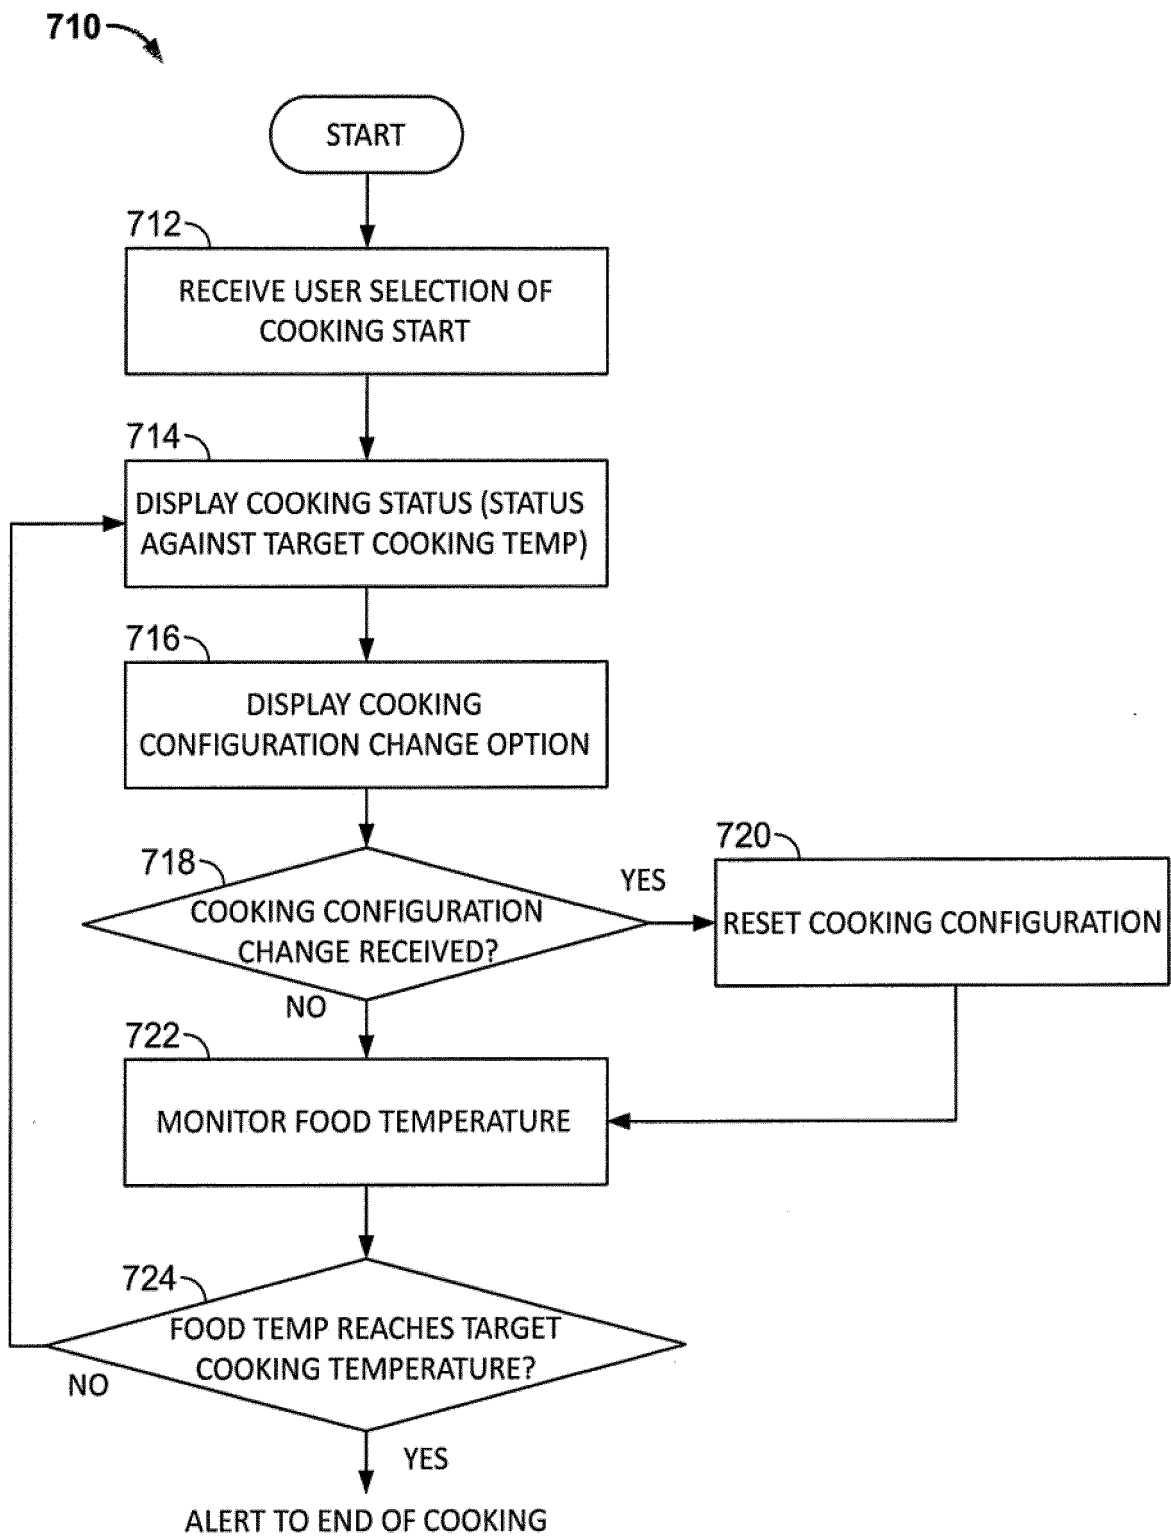 710
START
712
RECEIVE USER SELECTION OF
COOKING START
714
DISPLAY COOKING STATUS (STATUS
AGAINST TARGET COOKING TEMP)
716
DISPLAY COOKING
CONFIGURATION CHANGE OPTION
718
COOKING CONFIGURATION
CHANGE RECEIVED?
YES
720
RESET COOKING CONFIGURATION
NO
722
MONITOR FOOD TEMPERATURE
724
FOOD TEMP REACHES TARGET
COOKING TEMPERATURE?
NO
YES
ALERT TO END OF COOKING